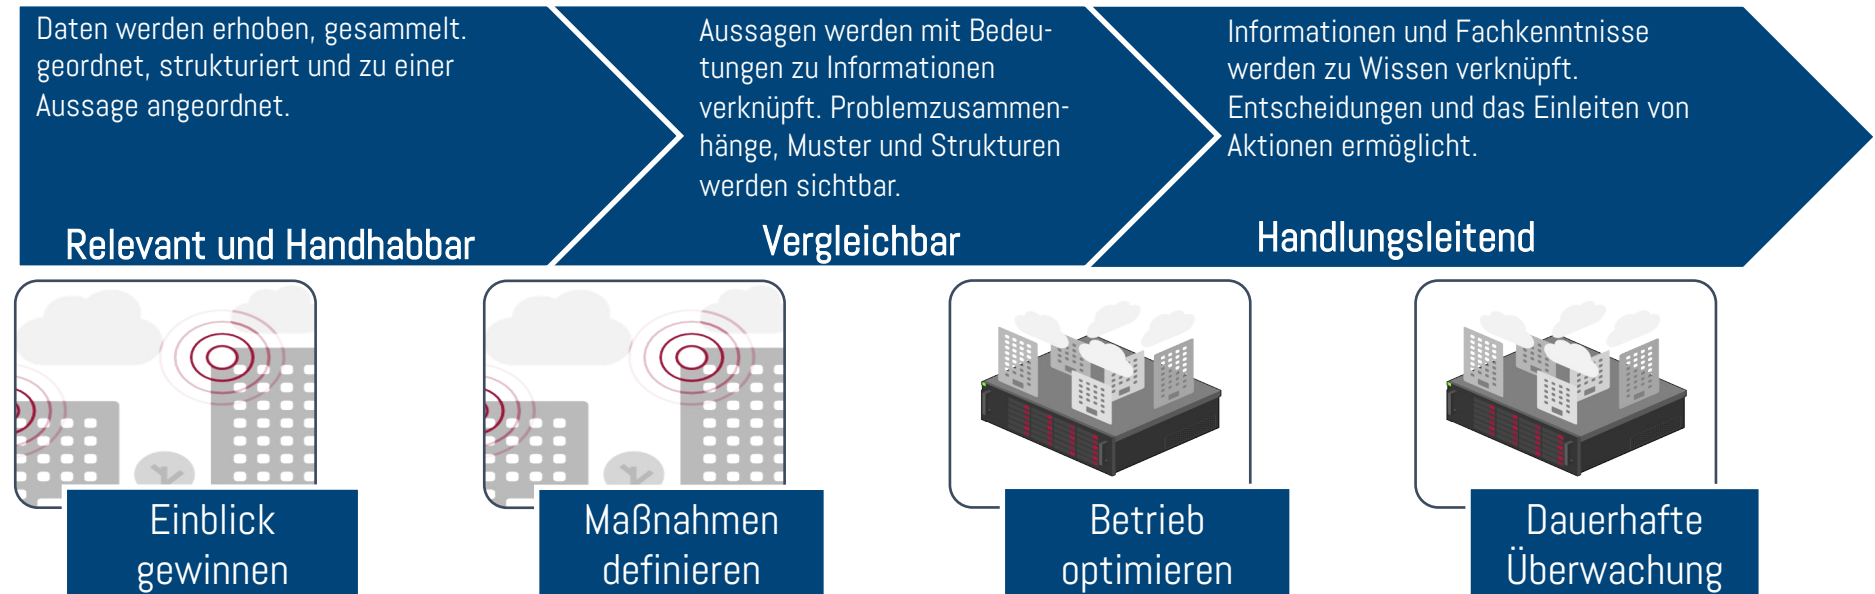 Daten werden erhoben, gesammelt.
geordnet, strukturiert und zu einer
Aussage angeordnet.
Relevant und Handhabbar
Aussagen werden mit Bedeu-
tungen zu Informationen
verknüpft. Problemzusammen-
hänge, Muster und Strukturen
werden sichtbar.
Vergleichbar
Informationen und Fachkenntnisse
werden zu Wissen verknüpft.
Entscheidungen und das Einleiten von
Aktionen ermöglicht.
Handlungsleitend
Einblick
gewinnen
Maßnahmen
definieren
Betrieb
optimieren
Dauerhafte
Überwachung